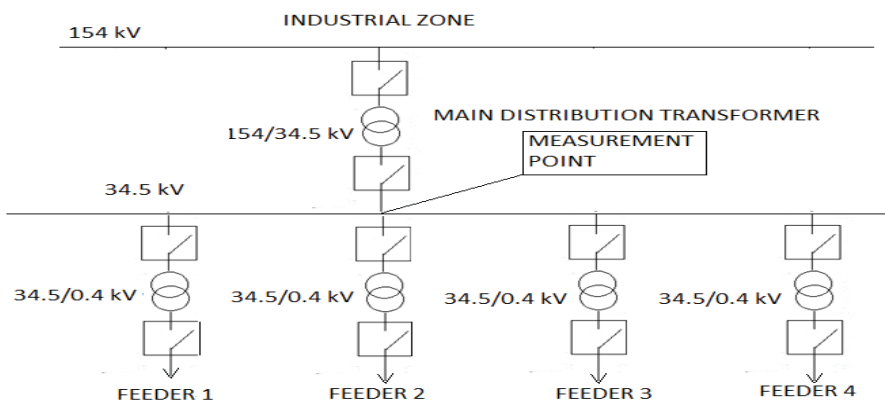 INDUSTRIAL ZONE
154 kV
MAIN DISTRIBUTION TRANSFORMER
154/34.5 kV
MEASUREMENT
POINT
34.5 kV
34.5/0.4 kV
34.5/0.4 kV
34.5/0.4 kV
34.5/0.4 kV
FEEDER 1
FEEDER 2
FEEDER 3
FEEDER 4